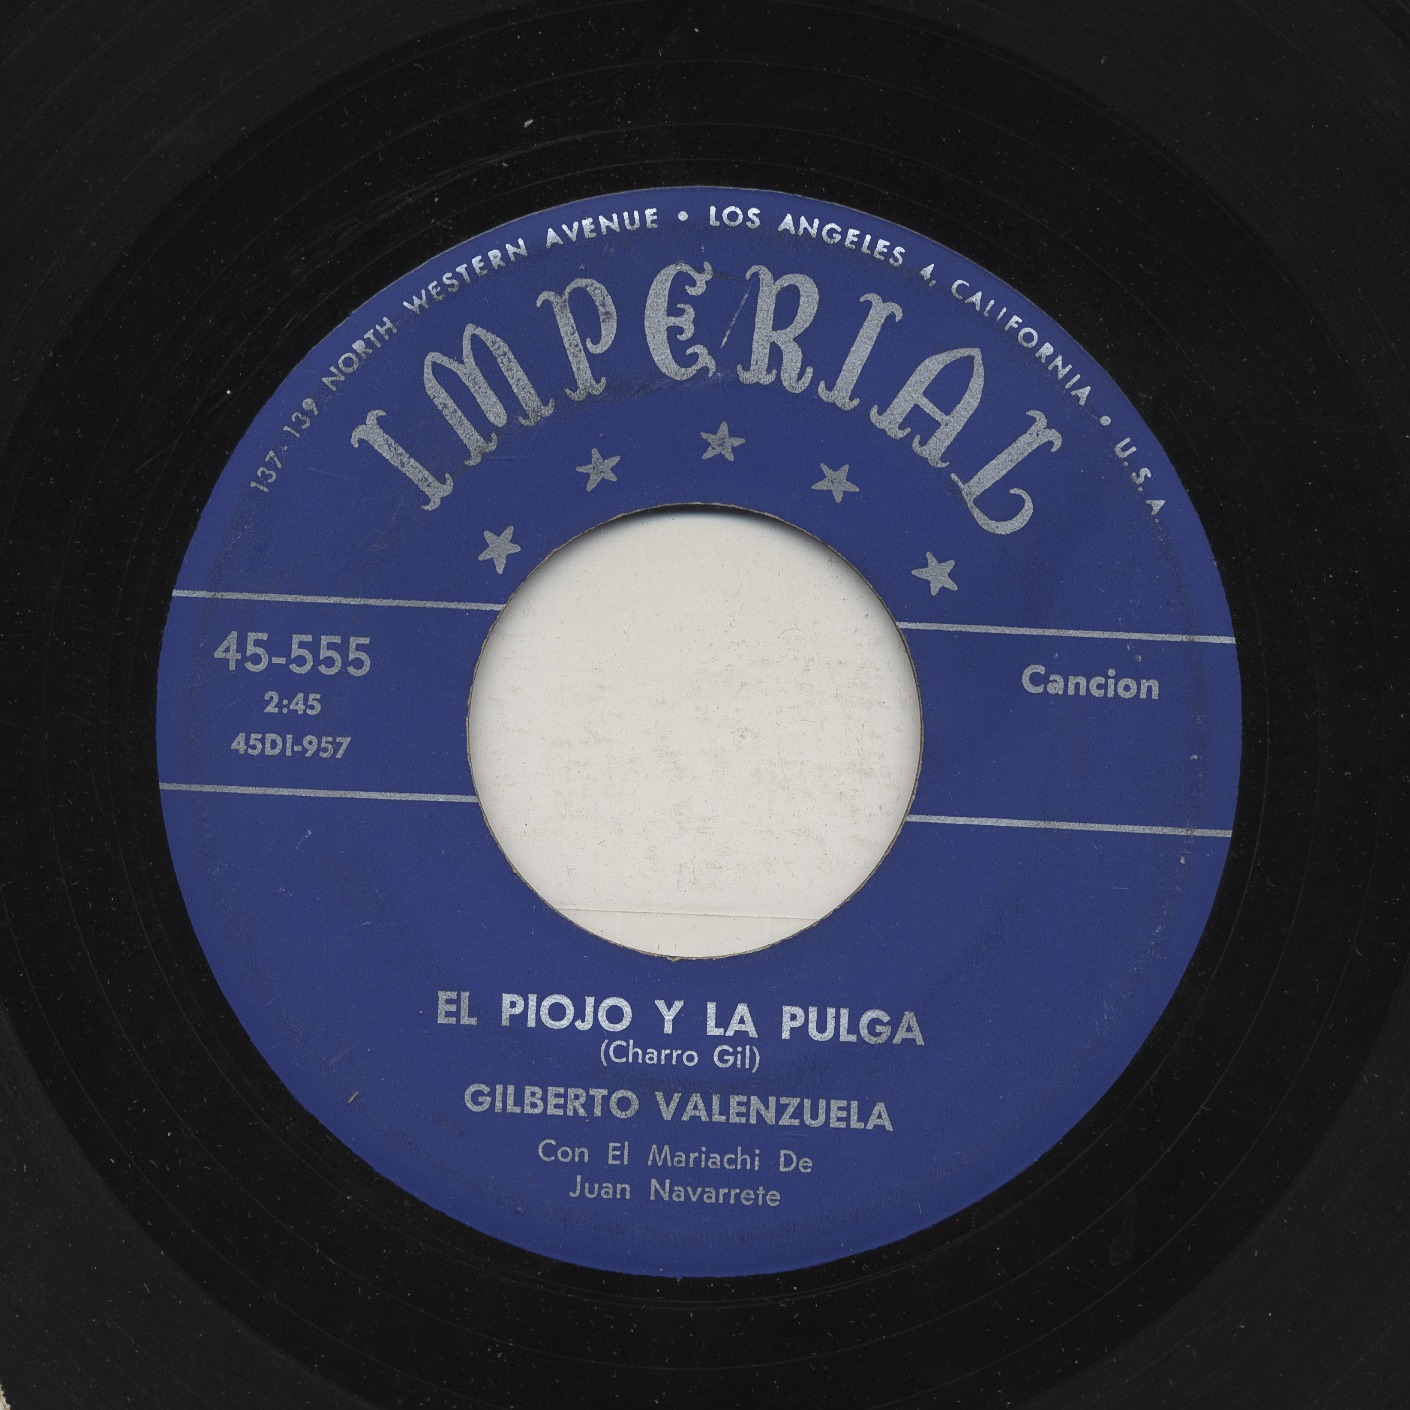 137-139 NORTH WESTERN AVENUE • LOS ANGELES 4, CALIFORNIA • U.S.A.
IMPERIAL
45-555
2:45
45DI-957
Cancion
EL PIOJO Y LA PULGA
(Charro Gil)
GILBERTO VALENZUELA
Con El Mariachi De
Juan Navarrete